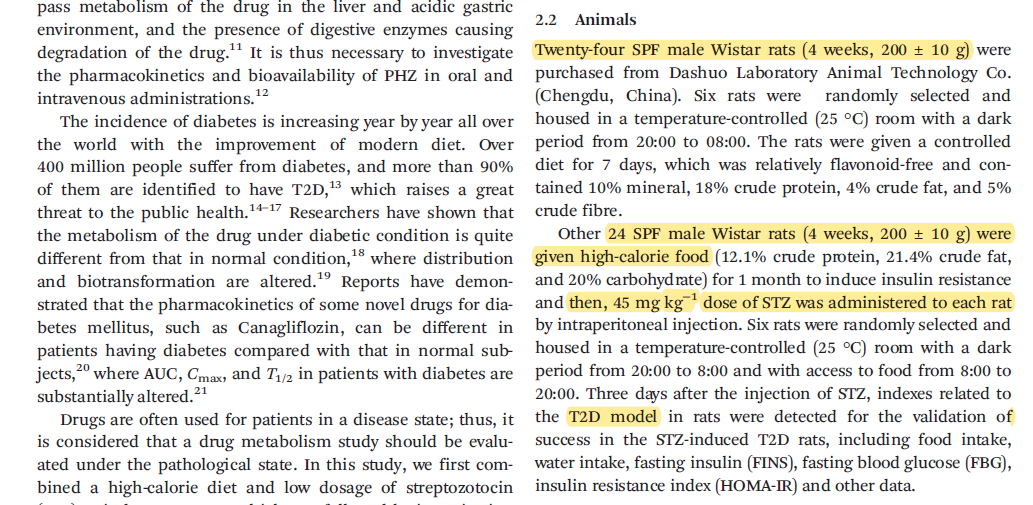 pass metabolism of the drug in the liver and acidic gastric
environment, and the presence of digestive enzymes causing
degradation of the drug.11 It is thus necessary to investigate
the pharmacokinetics and bioavailability of PHZ in oral and
intravenous administrations.12
The incidence of diabetes is increasing year by year all over
the world with the improvement of modern diet. Over
400 million people suffer from diabetes, and more than 90%
of them are identified to have T2D,13 which raises a great
threat to the public health.14–17 Researchers have shown that
the metabolism of the drug under diabetic condition is quite
different from that in normal condition,18 where distribution
and biotransformation are altered.19 Reports have demon-
strated that the pharmacokinetics of some novel drugs for dia-
betes mellitus, such as Canagliflozin, can be different in
patients having diabetes compared with that in normal sub-
jects,20 where AUC, Cmax, and T1/2 in patients with diabetes are
substantially altered.21
Drugs are often used for patients in a disease state; thus, it
is considered that a drug metabolism study should be evalu-
ated under the pathological state. In this study, we first com-
bined a high-calorie diet and low dosage of streptozotocin
2.2 Animals
Twenty-four SPF male Wistar rats (4 weeks, 200 ± 10 g) were
purchased from Dashuo Laboratory Animal Technology Co.
(Chengdu, China). Six rats were randomly selected and
housed in a temperature-controlled (25 °C) room with a dark
period from 20:00 to 08:00. The rats were given a controlled
diet for 7 days, which was relatively flavonoid-free and con-
tained 10% mineral, 18% crude protein, 4% crude fat, and 5%
crude fibre.
Other 24 SPF male Wistar rats (4 weeks, 200 ± 10 g) were
given high-calorie food (12.1% crude protein, 21.4% crude fat,
and 20% carbohydrate) for 1 month to induce insulin resistance
and then, 45 mg kg−1 dose of STZ was administered to each rat
by intraperitoneal injection. Six rats were randomly selected and
housed in a temperature-controlled (25 °C) room with a dark
period from 20:00 to 8:00 and with access to food from 8:00 to
20:00. Three days after the injection of STZ, indexes related to
the T2D model in rats were detected for the validation of
success in the STZ-induced T2D rats, including food intake,
water intake, fasting insulin (FINS), fasting blood glucose (FBG),
insulin resistance index (HOMA-IR) and other data.